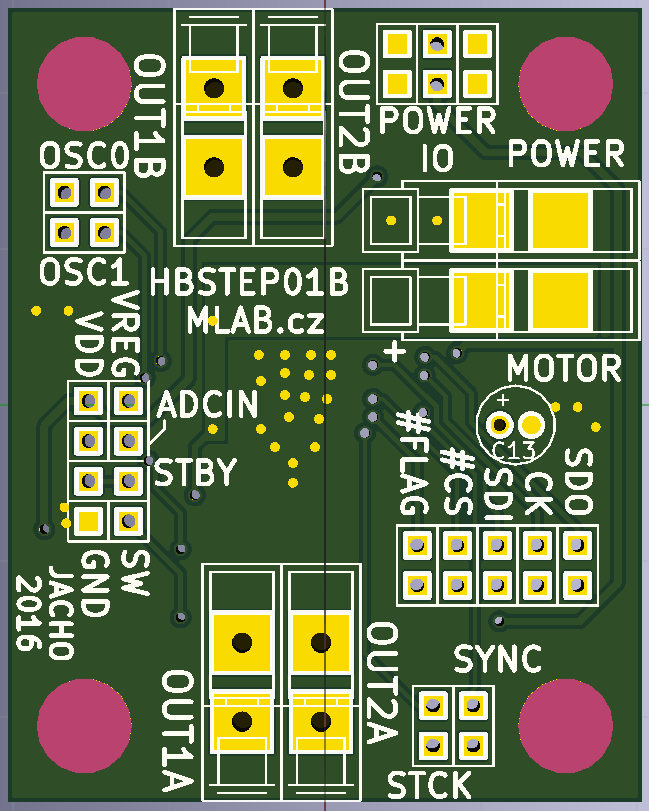 OUT1B
OUT2B
POWER
IO
POWER
OSC0
OSC1
HBSTEP01B
MLAB.cz
VREG
VDD
+
MOTOR
ADCIN
STBY
+
C13
#FLAG
#CS
SDI
CK
SDO
GND
SW
JACHO
2016
OUT1A
OUT2A
SYNC
STCK